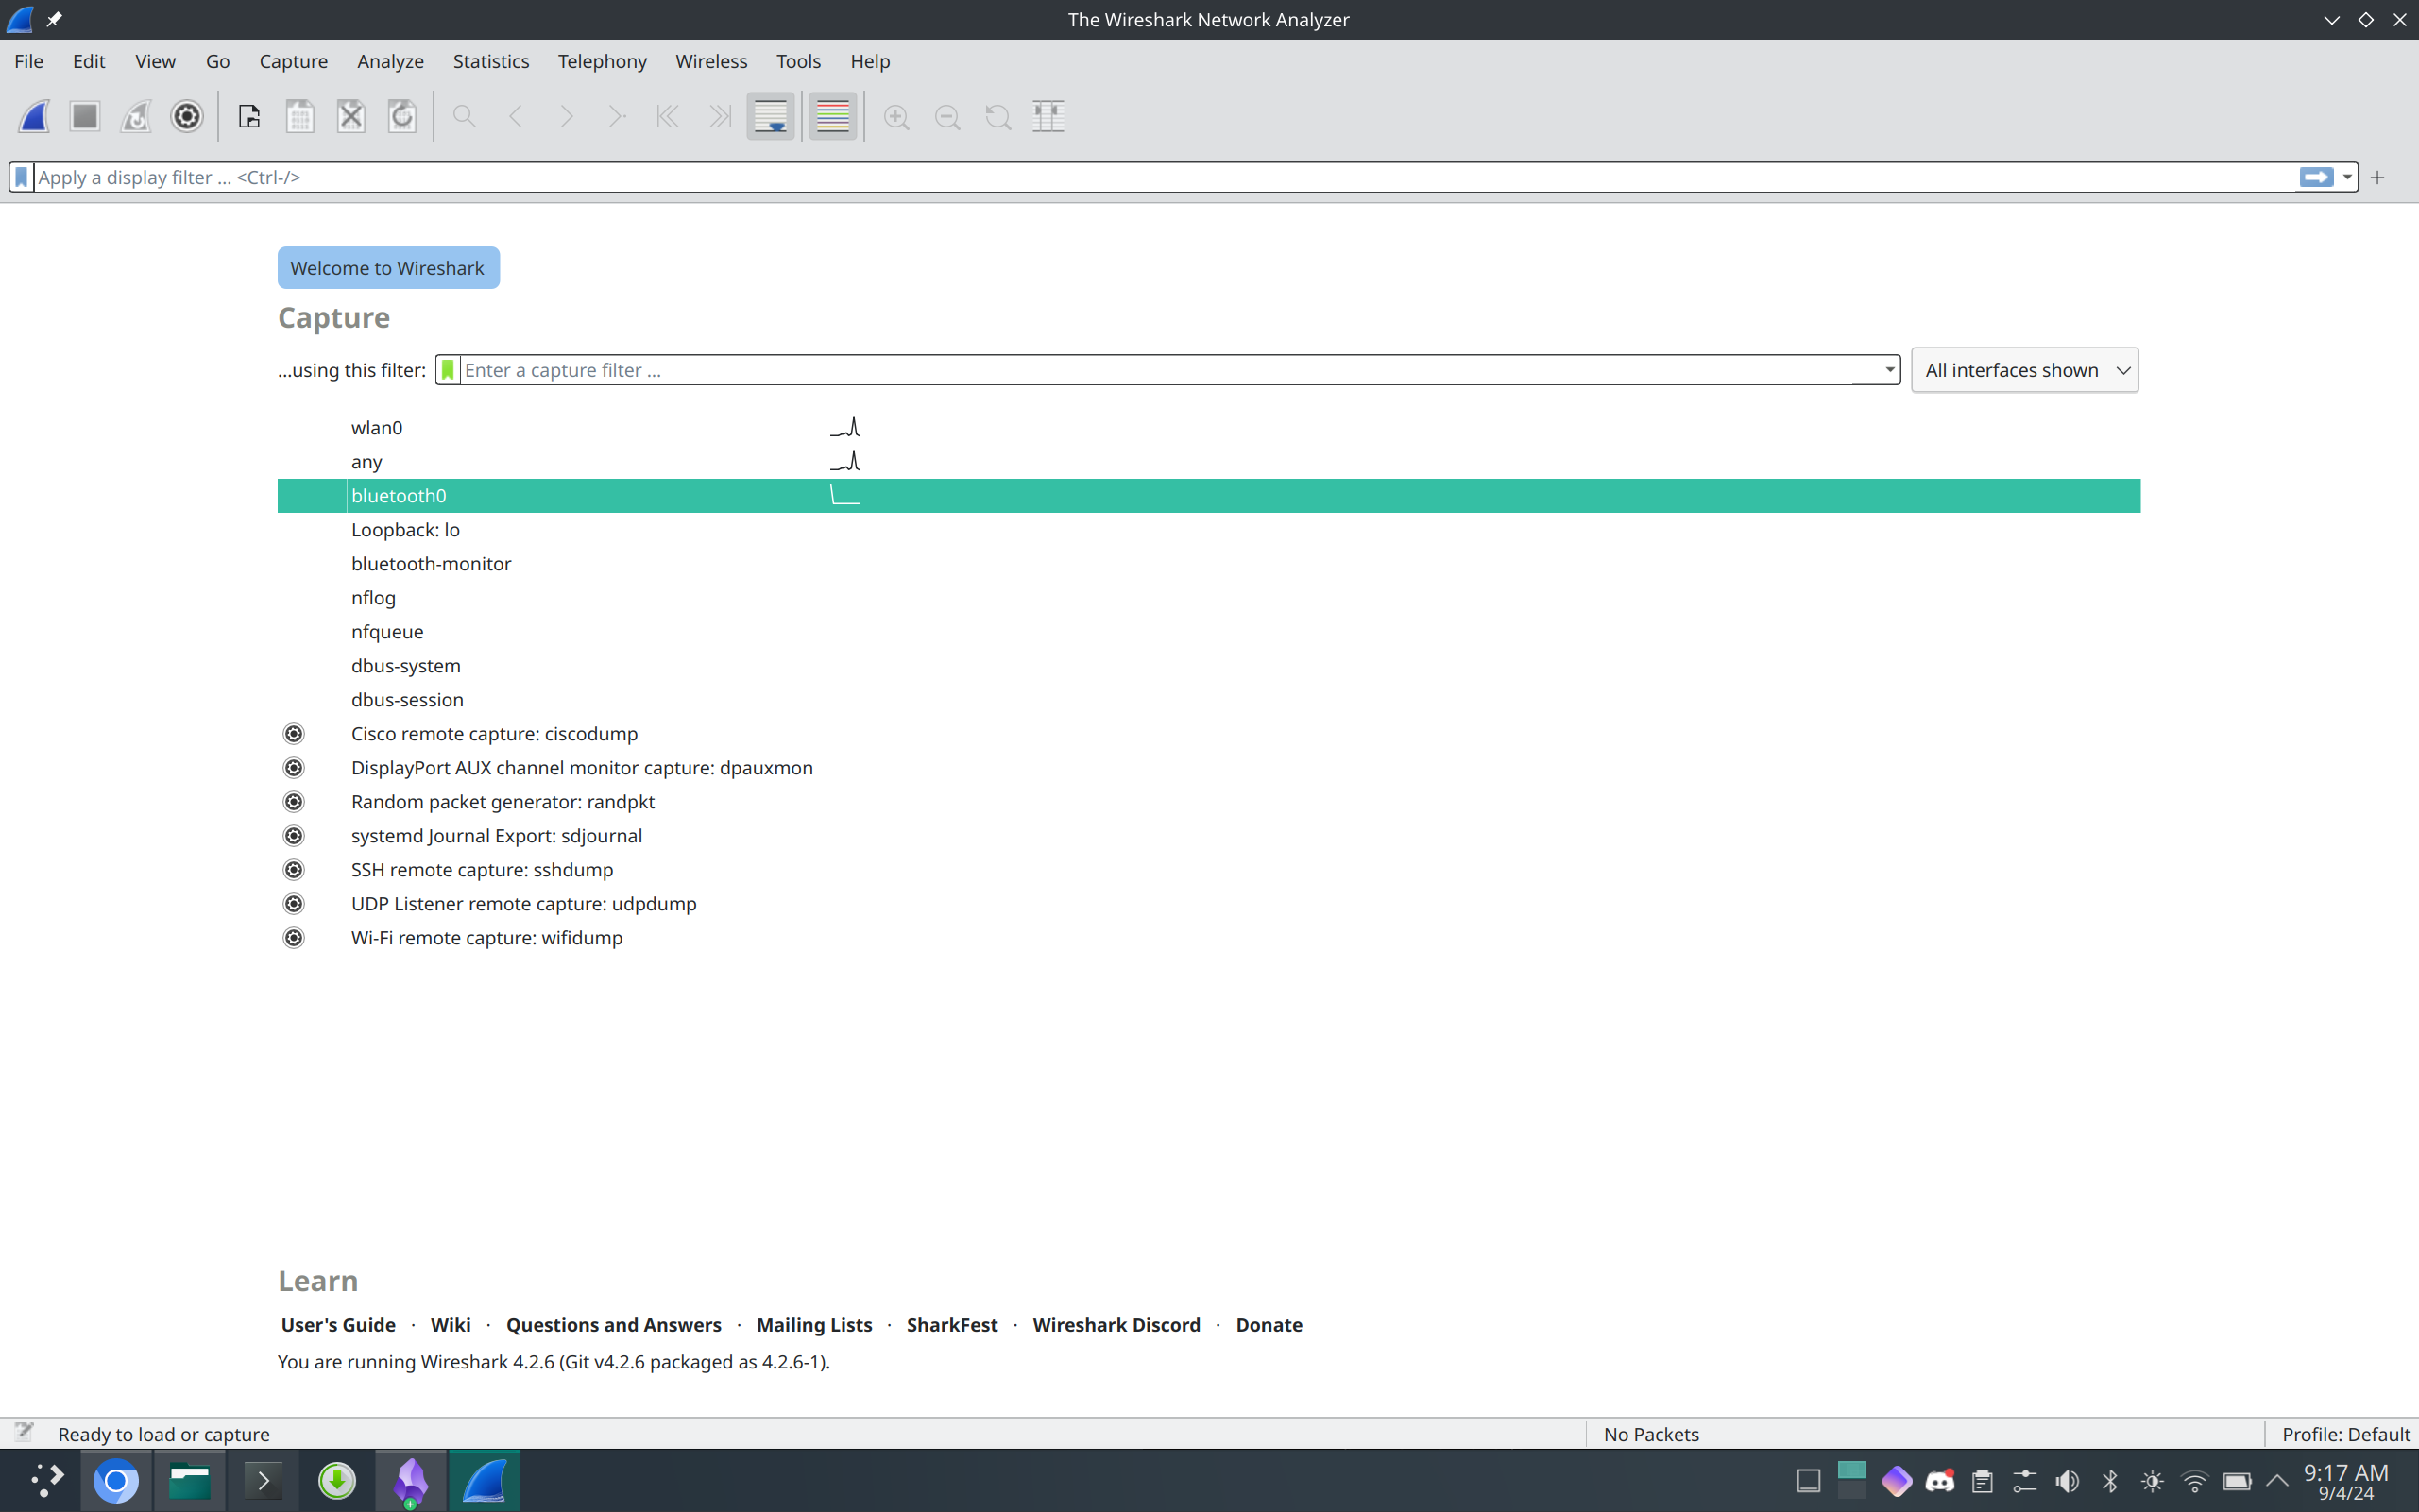 The Wireshark Network Analyzer
File Edit View Go Capture Analyze Statistics Telephony Wireless Tools Help
Apply a display filter ... <Ctrl-/>
Welcome to Wireshark
Capture
...using this filter: Enter a capture filter ... All interfaces shown
wlan0
any
bluetooth0
Loopback: lo
bluetooth-monitor
nflog
nfqueue
dbus-system
dbus-session
Cisco remote capture: ciscodump
DisplayPort AUX channel monitor capture: dpauxmon
Random packet generator: randpkt
systemd Journal Export: sdjournal
SSH remote capture: sshdump
UDP Listener remote capture: udpdump
Wi-Fi remote capture: wifidump
Learn
User's Guide · Wiki · Questions and Answers · Mailing Lists · SharkFest · Wireshark Discord · Donate
You are running Wireshark 4.2.6 (Git v4.2.6 packaged as 4.2.6-1).
Ready to load or capture No Packets Profile: Default
9:17 AM
9/4/24